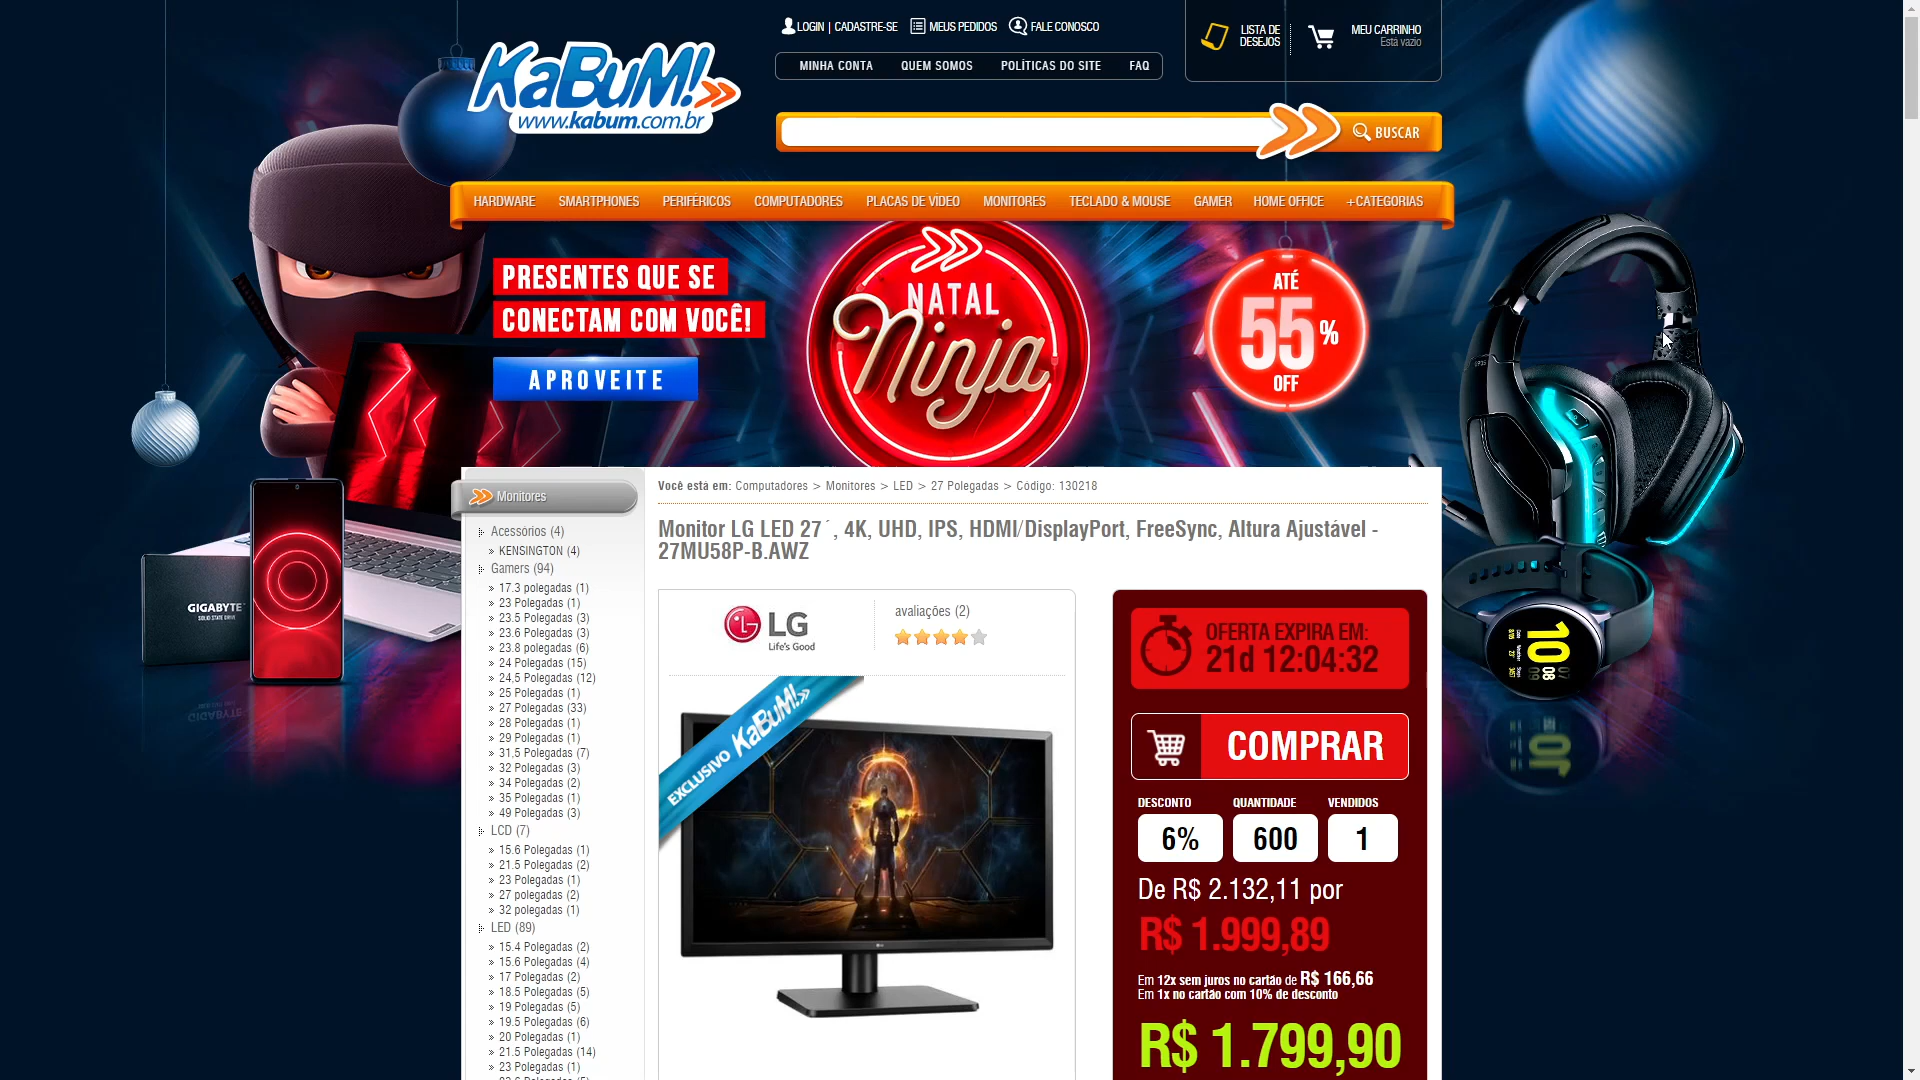 LOGIN | CADASTRE-SE
MEUS PEDIDOS
FALE CONOSCO
LISTA DE
DESEJOS
MEU CARRINHO
Está vazio
KaBuM!
www.kabum.com.br
MINHA CONTA
QUEM SOMOS
POLÍTICAS DO SITE
FAQ
BUSCAR
HARDWARE
SMARTPHONES
PERIFÉRICOS
COMPUTADORES
PLACAS DE VÍDEO
MONITORES
TECLADO & MOUSE
GAMER
HOME OFFICE
+CATEGORIAS
PRESENTES QUE SE
CONECTAM COM VOCÊ!
APROVEITE
NATAL
Ninja
ATÉ
55%
OFF
GIGABYTE
SOLID STATE DRIVE
10
08
Monitores
Acessórios (4)
KENSINGTON (4)
Gamers (94)
17.3 polegadas (1)
23 Polegadas (1)
23.5 Polegadas (3)
23.6 Polegadas (3)
23.8 polegadas (6)
24 Polegadas (15)
24,5 Polegadas (12)
25 Polegadas (1)
27 Polegadas (33)
28 Polegadas (1)
29 Polegadas (1)
31.5 Polegadas (7)
32 Polegadas (3)
34 Polegadas (2)
35 Polegadas (1)
49 Polegadas (3)
LCD (7)
15.6 Polegadas (1)
21.5 Polegadas (2)
23 Polegadas (1)
27 polegadas (2)
32 polegadas (1)
LED (89)
15.4 Polegadas (2)
15.6 Polegadas (4)
17 Polegadas (2)
18.5 Polegadas (5)
19 Polegadas (5)
19.5 Polegadas (6)
20 Polegadas (1)
21.5 Polegadas (14)
23 Polegadas (1)
Você está em: Computadores > Monitores > LED > 27 Polegadas > Código: 130218
Monitor LG LED 27´, 4K, UHD, IPS, HDMI/DisplayPort, FreeSync, Altura Ajustável -
27MU58P-B.AWZ
LG
Life's Good
avaliações (2)
EXCLUSIVO KaBuM!
OFERTA EXPIRA EM:
21d 12:04:32
COMPRAR
DESCONTO
QUANTIDADE
VENDIDOS
6%
600
1
De R$ 2.132,11 por
R$ 1.999,89
Em 12x sem juros no cartão de R$ 166,66
Em 1x no cartão com 10% de desconto
R$ 1.799,90